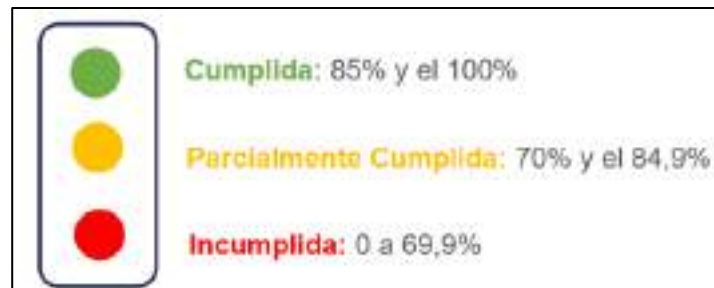 Cumplida: 85% y el 100%
Parcialmente Cumplida: 70% y el 84,9%
Incumplida: 0 a 69,9%